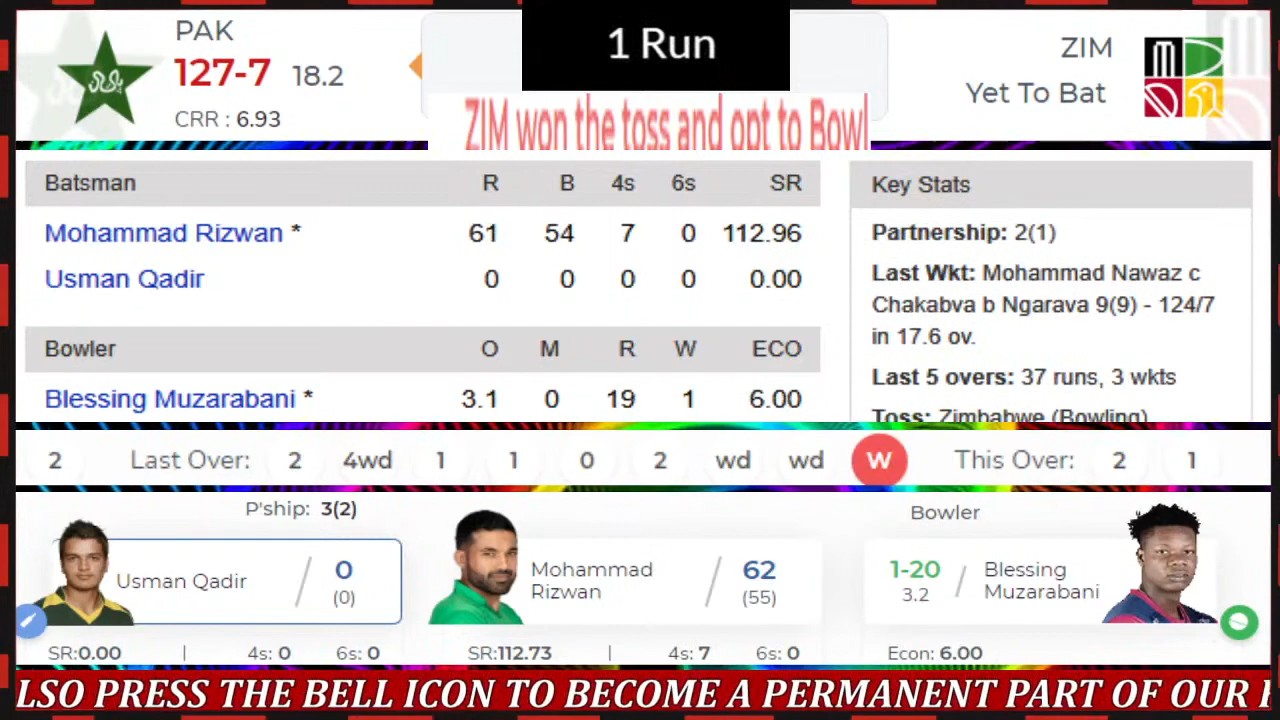 PAK
127-7 18.2
CRR : 6.93
1 Run
ZIM won the toss and opt to Bowl
ZIM
Yet To Bat
Batsman R B 4s 6s SR
Mohammad Rizwan * 61 54 7 0 112.96
Usman Qadir 0 0 0 0 0.00
Bowler O M R W ECO
Blessing Muzarabani * 3.1 0 19 1 6.00
Key Stats
Partnership: 2(1)
Last Wkt: Mohammad Nawaz c
Chakabva b Ngarava 9(9) - 124/7
in 17.6 ov.
Last 5 overs: 37 runs, 3 wkts
Toss: Zimbabwe (Bowling)
2 Last Over: 2 4wd 1 1 0 2 wd wd W This Over: 2 1
P'ship: 3(2)
Usman Qadir / 0
(0)
SR:0.00 | 4s: 0 6s: 0
Mohammad
Rizwan / 62
(55)
SR:112.73 | 4s: 7 6s: 0
Bowler
1-20 / Blessing
3.2 Muzarabani
Econ: 6.00
LSO PRESS THE BELL ICON TO BECOME A PERMANENT PART OF OUR